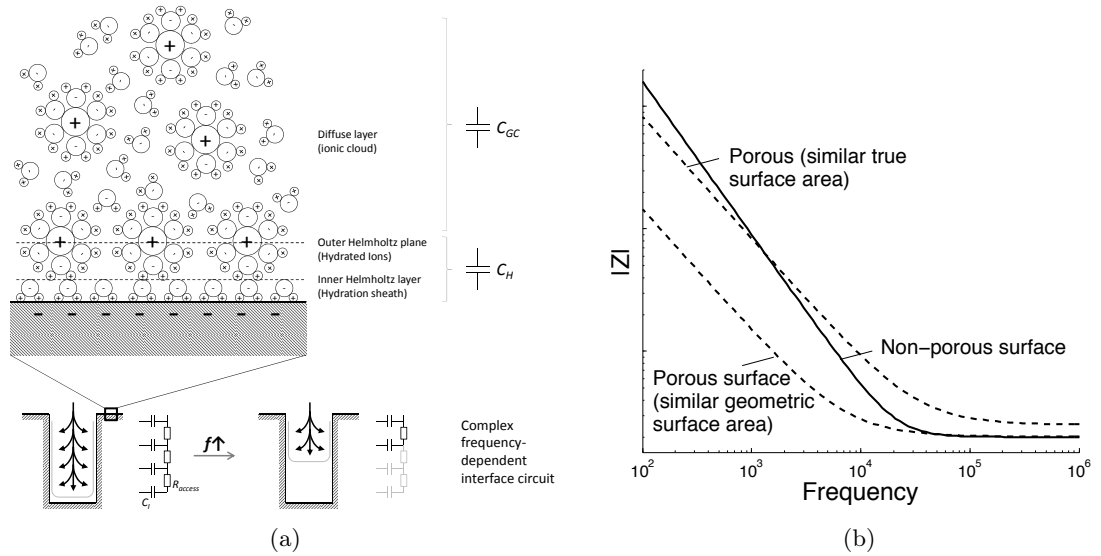 Diffuse layer
(ionic cloud)
C_GC
Outer Helmholtz plane
(Hydrated Ions)
C_H
Inner Helmholtz layer
(Hydration sheath)
f↑
R_access
C_I
Complex
frequency-
dependent
interface circuit
(a)
|Z|
Porous (similar true
surface area)
Non-porous surface
Porous surface
(similar geometric
surface area)
10^2 10^3 10^4 10^5 10^6
Frequency
(b)